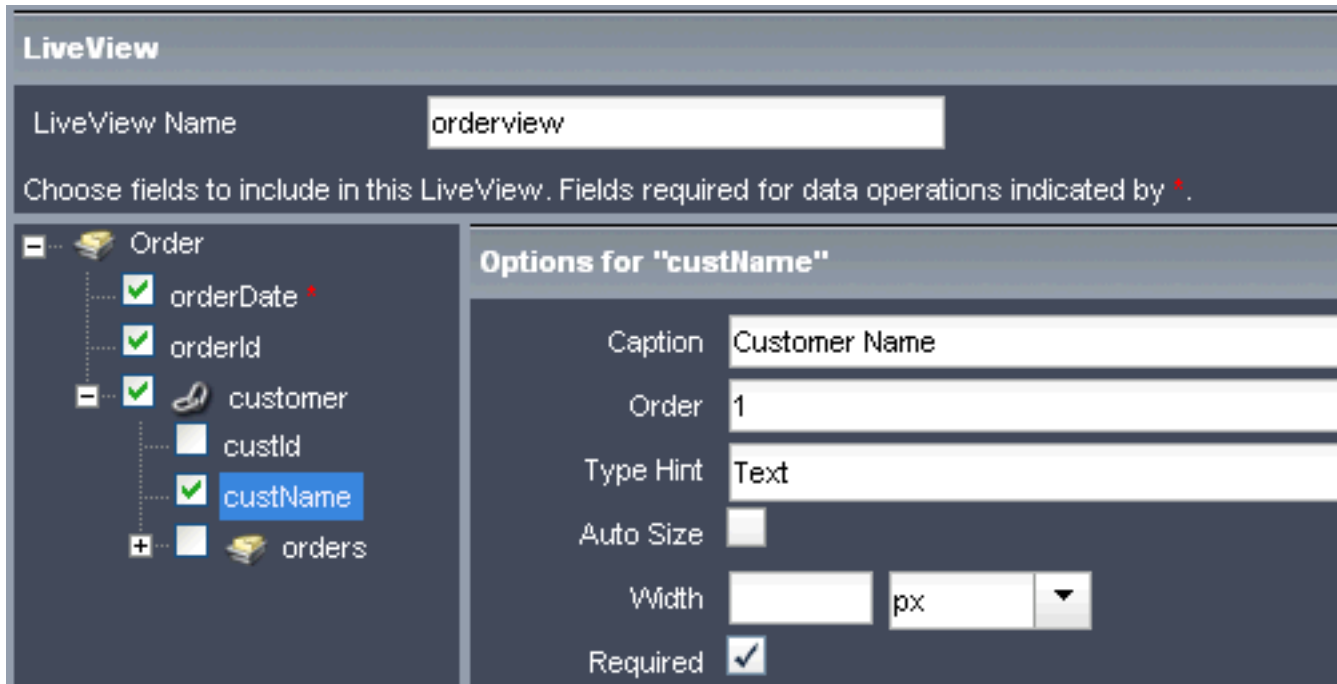 LiveView
LiveView Name orderview
Choose fields to include in this LiveView. Fields required for data operations indicated by *.
Order
orderDate *
orderId
customer
custId
custName
orders
Options for "custName"
Caption Customer Name
Order 1
Type Hint Text
Auto Size
Width px
Required